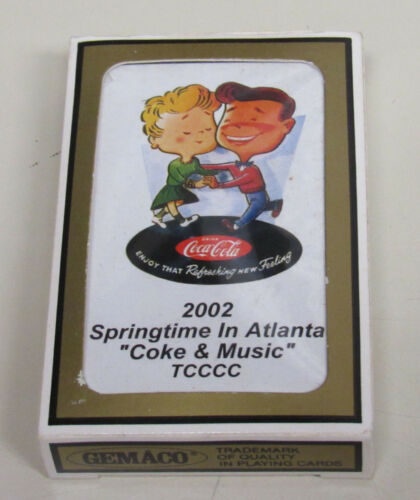 DRINK
Coca-Cola
ENJOY THAT Refreshing NEW Feeling
2002
Springtime In Atlanta
"Coke & Music"
TCCCC
GEMACO®
TRADEMARK
OF QUALITY
IN PLAYING CARDS